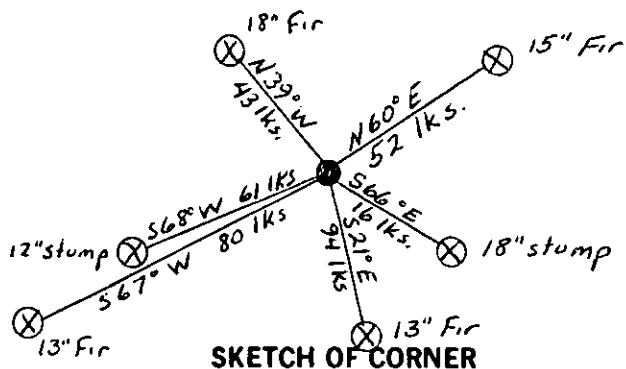 18" Fir
15" Fir
N39°W
43 lks.
N60°E
52 lks.
S66°E
16 lks.
S68°W 61 lks
S67°W 80 lks
S21°E
94 lks
12" stump
18" stump
13" Fir
13" Fir
SKETCH OF CORNER